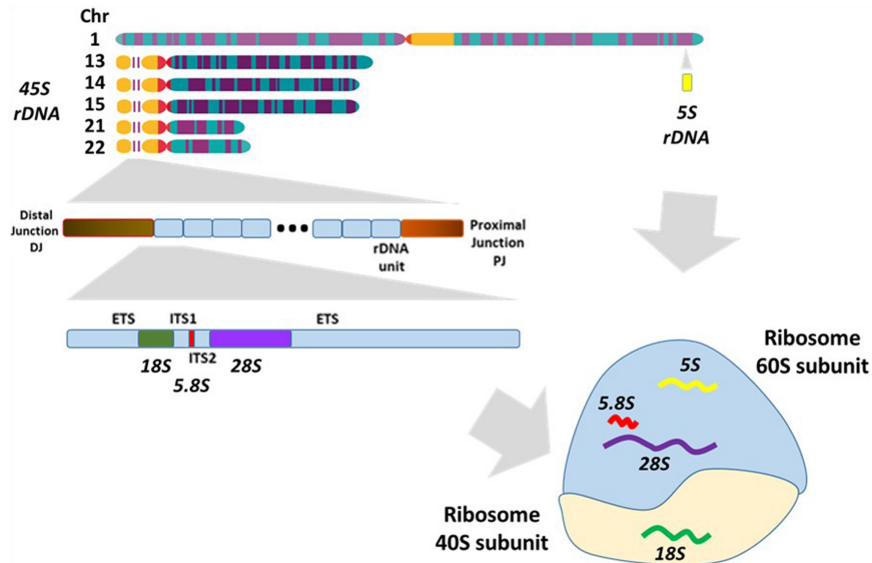 Chr
1
13
14
15
21
22
45S
rDNA
5S
rDNA
Distal
Junction
DJ
rDNA
unit
Proximal
Junction
PJ
ETS
ITS1
ETS
ITS2
18S
5.8S
28S
Ribosome
60S subunit
5S
5.8S
28S
Ribosome
40S subunit
18S